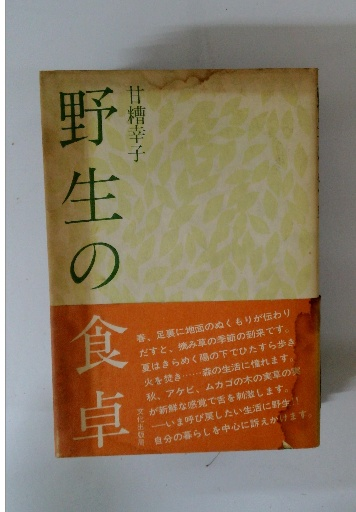 甘糟幸子
野生の食卓
春、足裏に地面のぬくもりが伝わり
だすと、摘み草の季節の到来です。
夏はきらめく陽の下でひたすら歩き
火を焚き……森の生活に憧れます。
秋、アケビ、ムカゴの木の実草の実
が新鮮な感覚で舌を刺激します。
──いま呼び戻したい生活に野生!!
自分の暮らしを中心に訴えかけます。
文化出版局